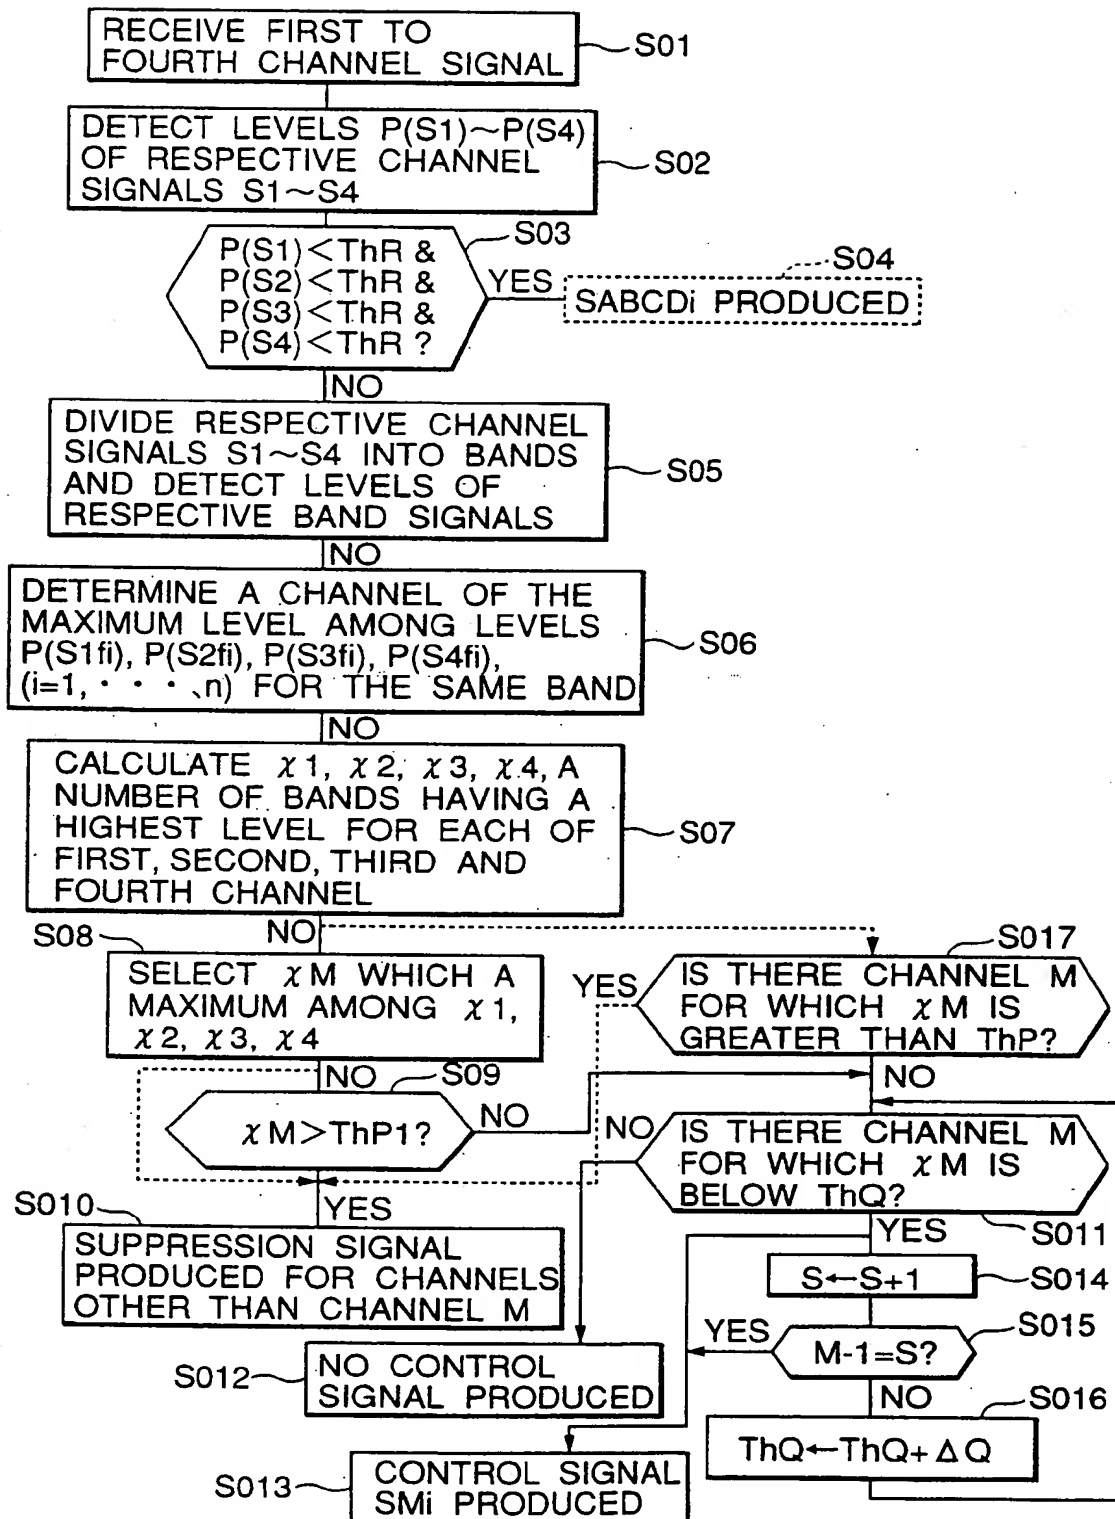 RECEIVE FIRST TO
FOURTH CHANNEL SIGNAL
S01
DETECT LEVELS P(S1)~P(S4)
OF RESPECTIVE CHANNEL
SIGNALS S1~S4
S02
P(S1)<ThR &
P(S2)<ThR &
P(S3)<ThR &
P(S4)<ThR ?
S03
YES
S04
SABCDi PRODUCED
NO
DIVIDE RESPECTIVE CHANNEL
SIGNALS S1~S4 INTO BANDS
AND DETECT LEVELS OF
RESPECTIVE BAND SIGNALS
S05
NO
DETERMINE A CHANNEL OF THE
MAXIMUM LEVEL AMONG LEVELS
P(S1fi), P(S2fi), P(S3fi), P(S4fi),
(i=1, · · · 、n) FOR THE SAME BAND
S06
NO
CALCULATE χ1, χ2, χ3, χ4, A
NUMBER OF BANDS HAVING A
HIGHEST LEVEL FOR EACH OF
FIRST, SECOND, THIRD AND
FOURTH CHANNEL
S07
NO
S08
SELECT χM WHICH A
MAXIMUM AMONG χ1,
χ2, χ3, χ4
YES
S017
IS THERE CHANNEL M
FOR WHICH χM IS
GREATER THAN ThP?
NO
NO
S09
χM>ThP1?
NO
NO
IS THERE CHANNEL M
FOR WHICH χM IS
BELOW ThQ?
S011
YES
YES
S010
SUPPRESSION SIGNAL
PRODUCED FOR CHANNELS
OTHER THAN CHANNEL M
S←S+1
S014
YES
M-1=S?
S015
S012
NO CONTROL
SIGNAL PRODUCED
NO
S016
ThQ←ThQ+ΔQ
S013
CONTROL SIGNAL
SMi PRODUCED